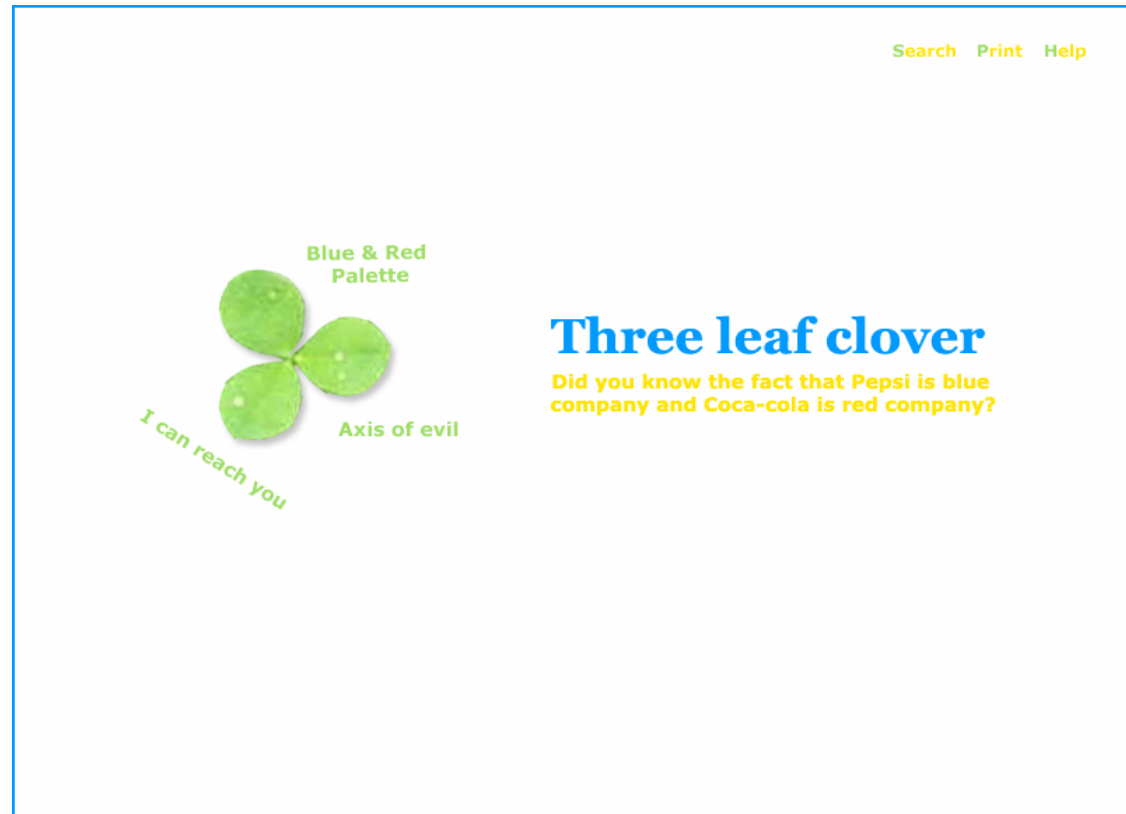 Search Print Help
Blue & Red
Palette
Three leaf clover
Did you know the fact that Pepsi is blue
company and Coca-cola is red company?
Axis of evil
I can reach you